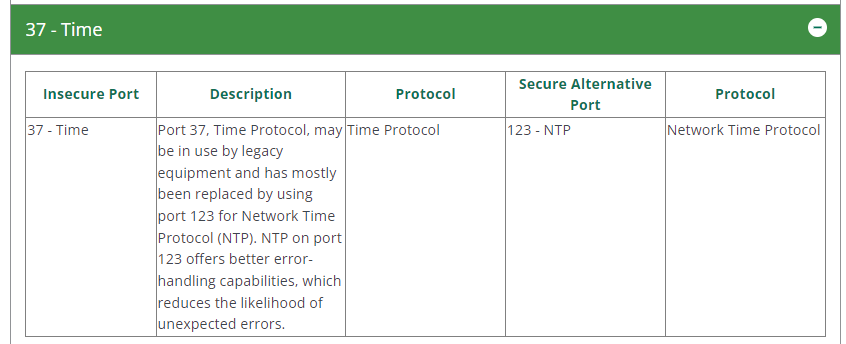 37 - Time
Insecure Port
Description
Protocol
Secure Alternative
Port
Protocol
37 - Time
Port 37, Time Protocol, may
be in use by legacy
equipment and has mostly
been replaced by using
port 123 for Network Time
Protocol (NTP). NTP on port
123 offers better error-
handling capabilities, which
reduces the likelihood of
unexpected errors.
Time Protocol
123 - NTP
Network Time Protocol